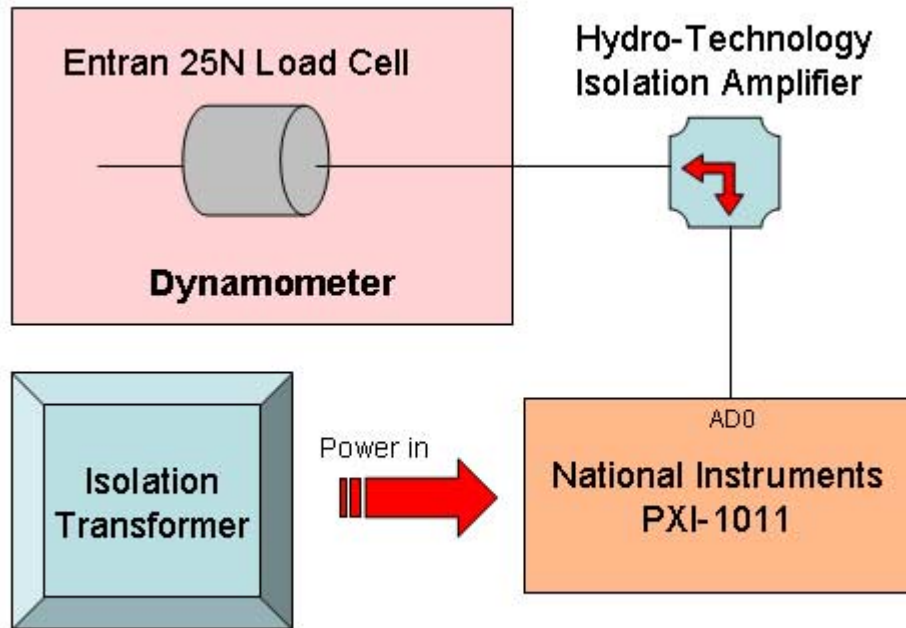 Entran 25N Load Cell
Dynamometer
Hydro-Technology
Isolation Amplifier
Isolation
Transformer
Power in
AD0
National Instruments
PXI-1011